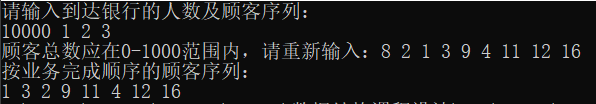 请输入到达银行的人数及顾客序列：
10000 1 2 3
顾客总数应在0-1000范围内，请重新输入：8 2 1 3 9 4 11 12 16
按业务完成顺序的顾客序列：
1 3 2 9 11 4 12 16